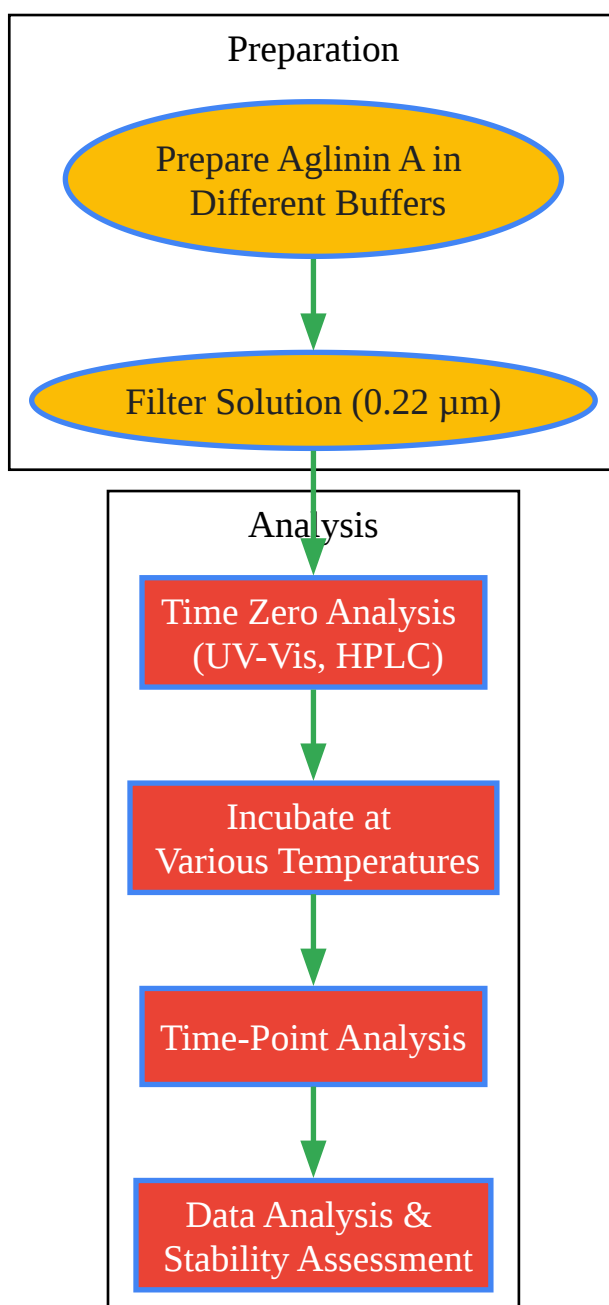 Preparation
Prepare Aglinin A in
Different Buffers
Filter Solution (0.22 µm)
Analysis
Time Zero Analysis
(UV-Vis, HPLC)
Incubate at
Various Temperatures
Time-Point Analysis
Data Analysis &
Stability Assessment